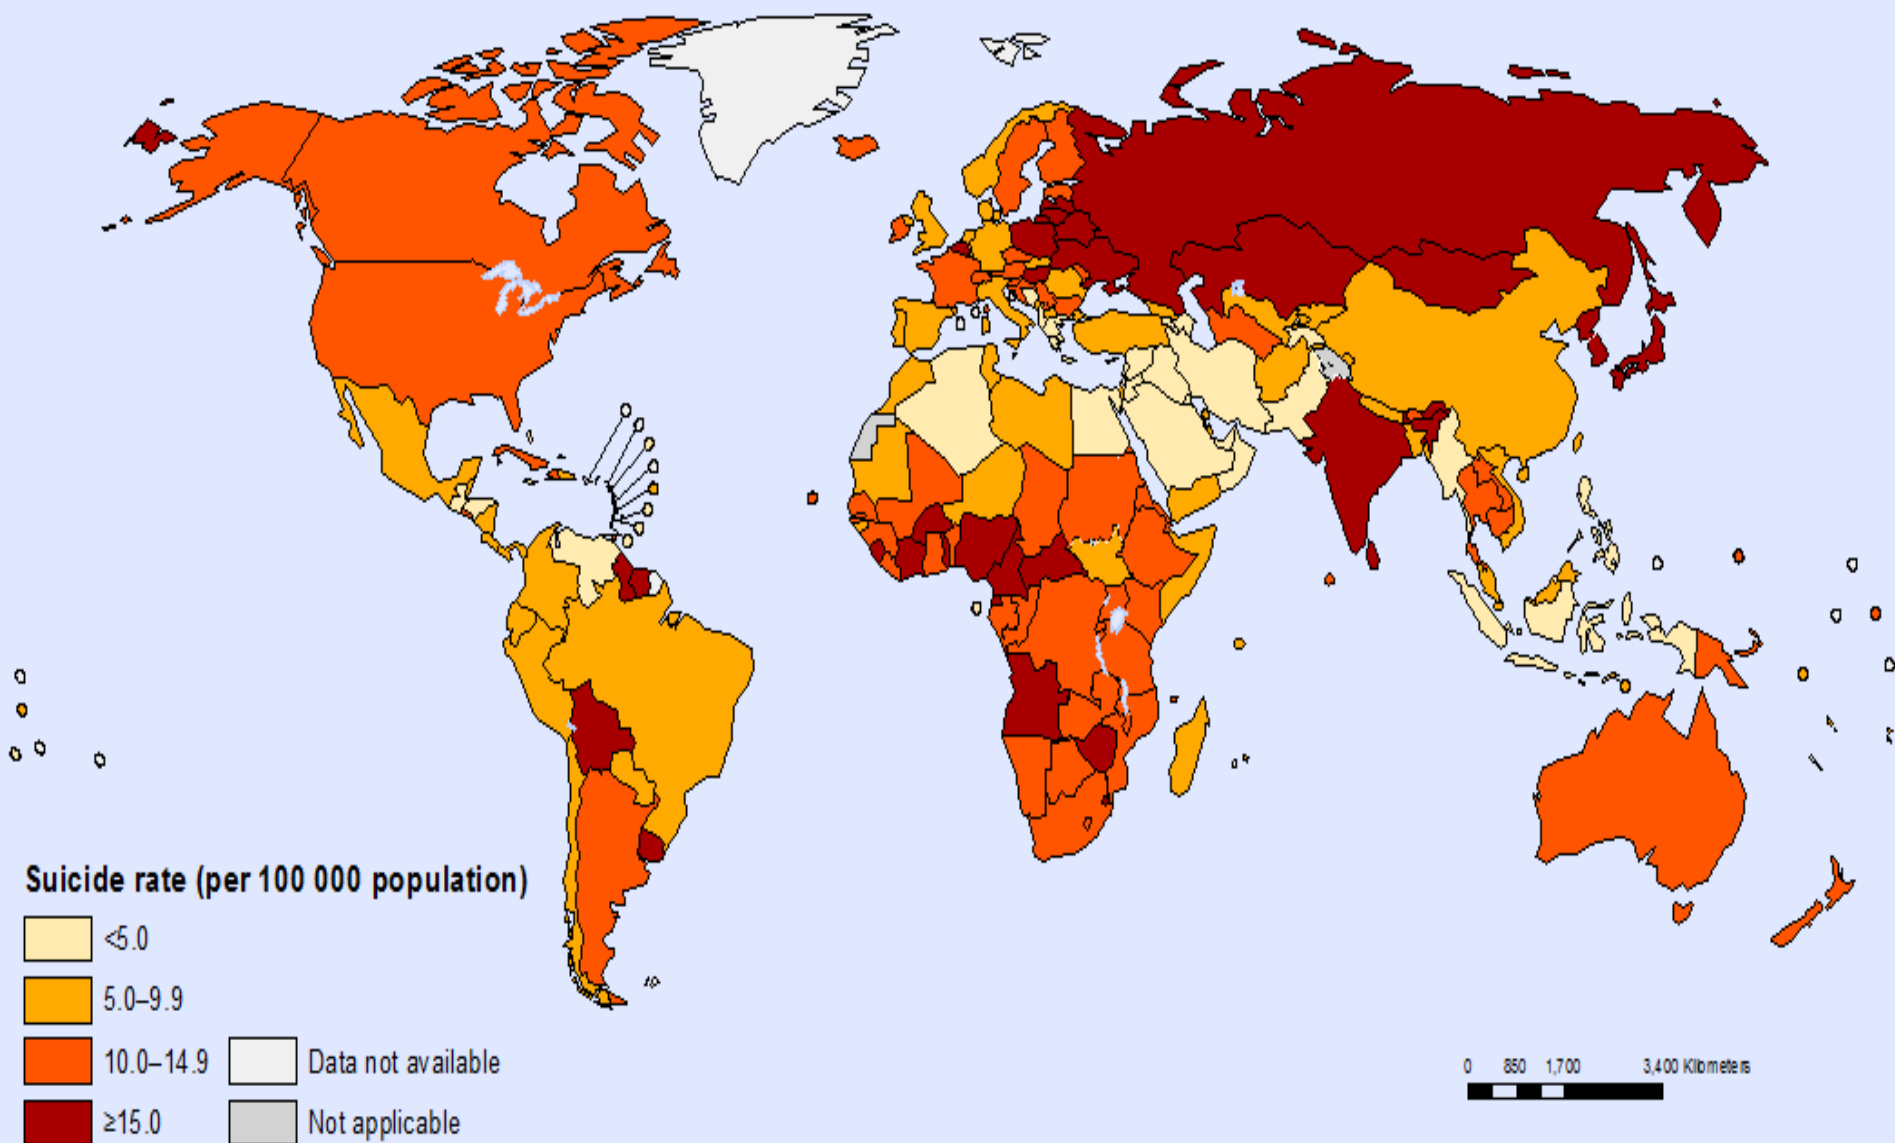 Suicide rate (per 100 000 population)
<5.0
5.0–9.9
10.0–14.9
≥15.0
Data not available
Not applicable
0 850 1,700 3,400 Kilometers